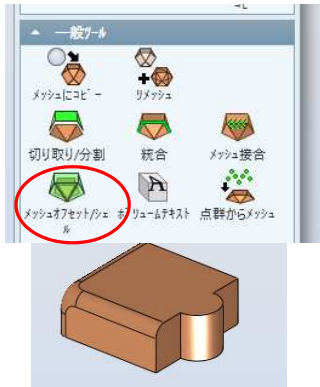 一般ツール
メッシュにコピー
リメッシュ
切り取り/分割
統合
メッシュ接合
メッシュオフセット/シェ
ル
ボリュームテキスト
点群からメッシュ